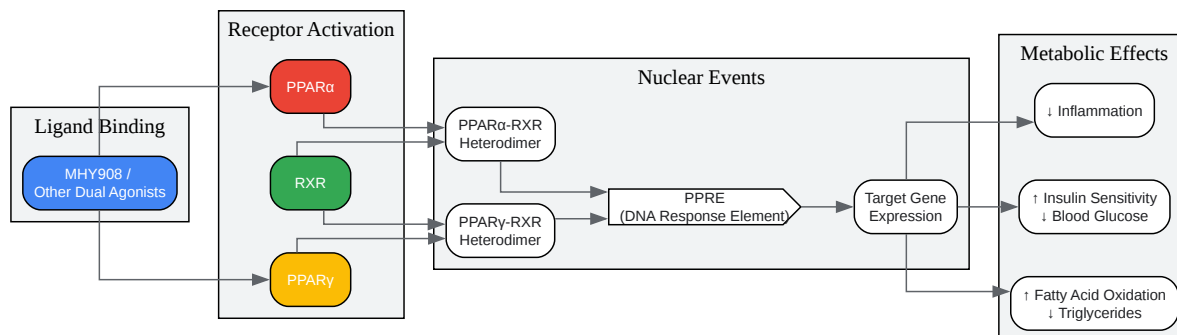 Ligand Binding
MHY908 /
Other Dual Agonists
Receptor Activation
PPARα
RXR
PPARγ
Nuclear Events
PPARα-RXR
Heterodimer
PPARγ-RXR
Heterodimer
PPRE
(DNA Response Element)
Target Gene
Expression
Metabolic Effects
↓ Inflammation
↑ Insulin Sensitivity
↓ Blood Glucose
↑ Fatty Acid Oxidation
↓ Triglycerides